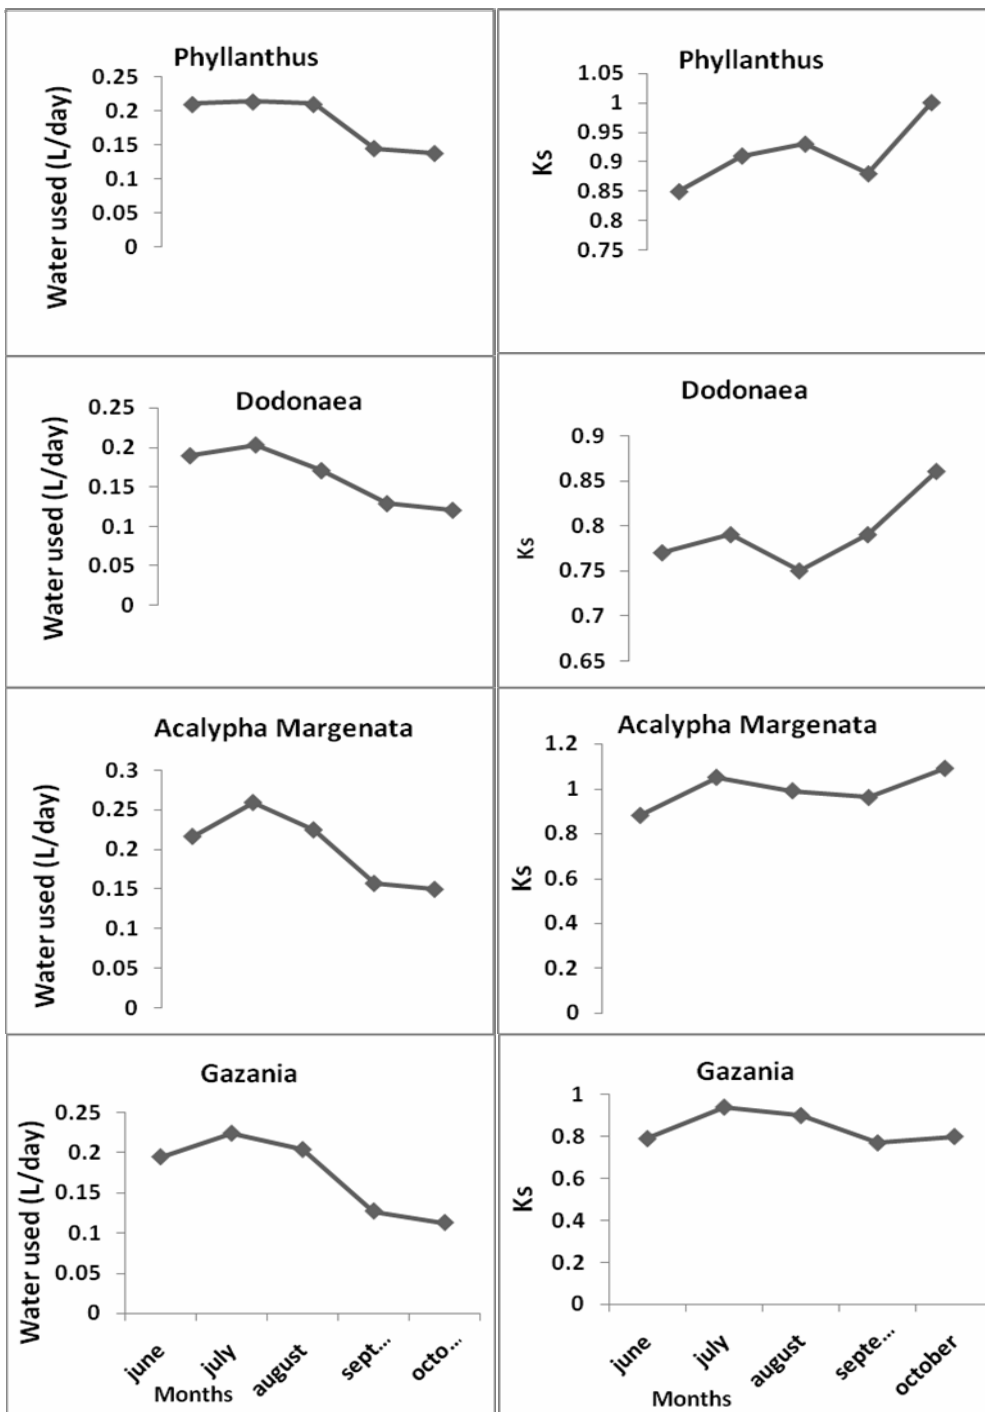 Phyllanthus
Water used (L/day)
0.25
0.2
0.15
0.1
0.05
0
Phyllanthus
Ks
1.05
1
0.95
0.9
0.85
0.8
0.75
Dodonaea
Water used (L/day)
0.25
0.2
0.15
0.1
0.05
0
Dodonaea
Ks
0.9
0.85
0.8
0.75
0.7
0.65
Acalypha Margenata
Water used (L/day)
0.3
0.25
0.2
0.15
0.1
0.05
0
Acalypha Margenata
Ks
1.2
1
0.8
0.6
0.4
0.2
0
Gazania
Water used (L/day)
0.25
0.2
0.15
0.1
0.05
0
june
july
august
sept...
octo...
Months
Gazania
Ks
1
0.8
0.6
0.4
0.2
0
june
july
august
septe...
october
Months